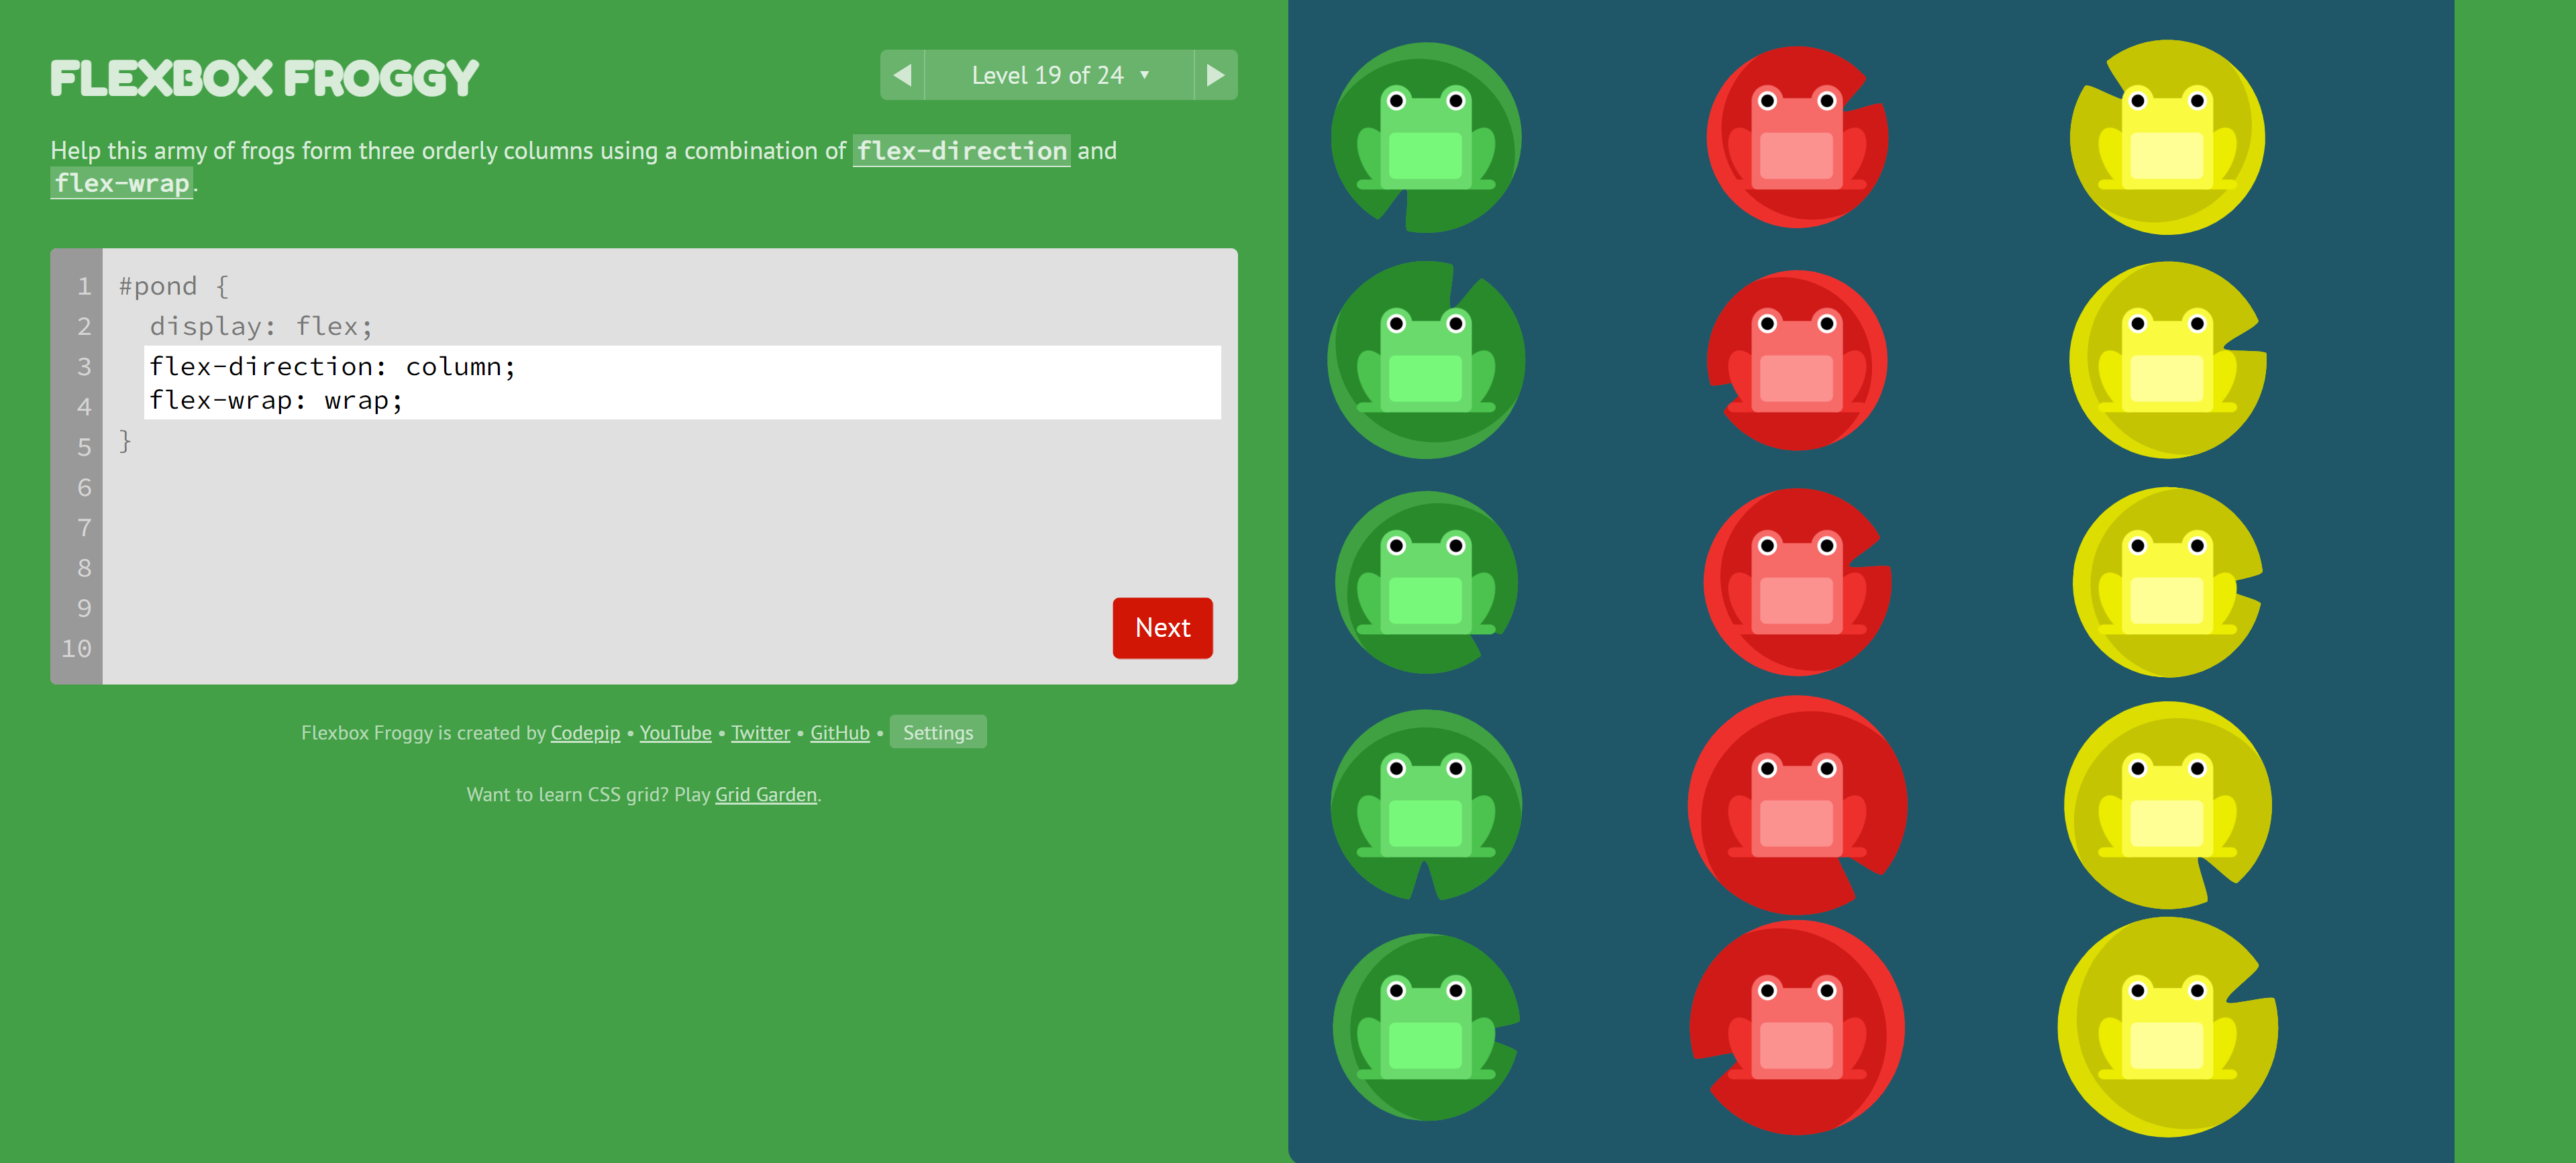 FLEXBOX FROGGY
Level 19 of 24 ▼
Help this army of frogs form three orderly columns using a combination of flex-direction and
flex-wrap.
1 #pond {
2 display: flex;
3 flex-direction: column;
4 flex-wrap: wrap;
5 }
6
7
8
9
10
Next
Flexbox Froggy is created by Codepip • YouTube • Twitter • GitHub • Settings
Want to learn CSS grid? Play Grid Garden.